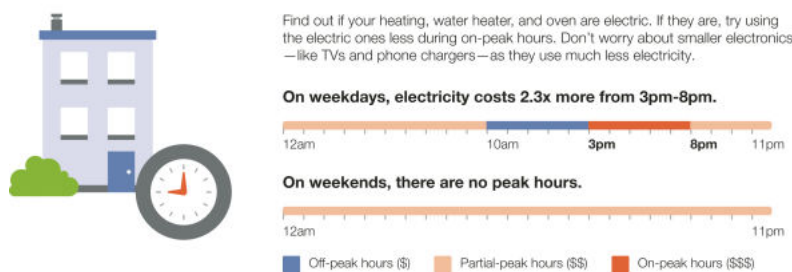 Find out if your heating, water heater, and oven are electric. If they are, try using
the electric ones less during on-peak hours. Don't worry about smaller electronics
—like TVs and phone chargers—as they use much less electricity.
On weekdays, electricity costs 2.3x more from 3pm-8pm.
12am 10am 3pm 8pm 11pm
On weekends, there are no peak hours.
12am 11pm
Off-peak hours ($) Partial-peak hours ($$) On-peak hours ($$$)